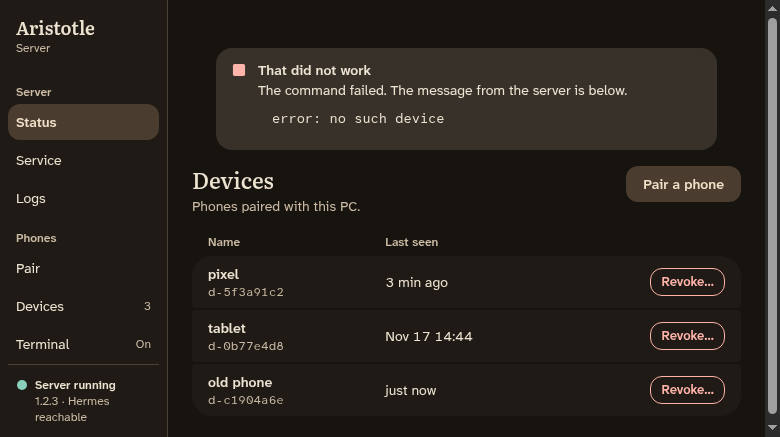 Aristotle
Server
Server
Status
Service
Logs
Phones
Pair
Devices 3
Terminal On
Server running
1.2.3 · Hermes
reachable
That did not work
The command failed. The message from the server is below.
error: no such device
Devices
Phones paired with this PC.
Pair a phone
Name Last seen
pixel
d-5f3a91c2
3 min ago
Revoke…
tablet
d-0b77e4d8
Nov 17 14:44
Revoke…
old phone
d-c1904a6e
just now
Revoke…